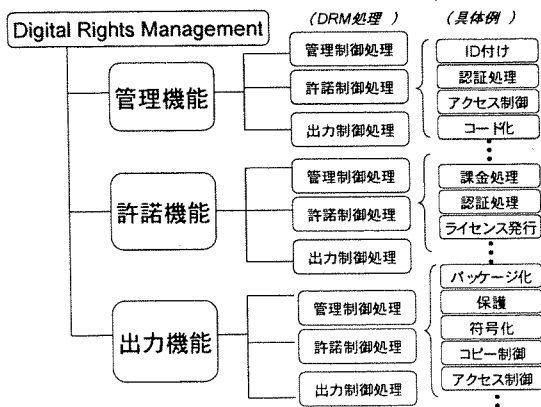 Digital Rights Management
(DRM処理 )
(具体例 )
管理機能
管理制御処理
許諾制御処理
出力制御処理
ID付け
認証処理
アクセス制御
コード化
許諾機能
管理制御処理
許諾制御処理
出力制御処理
課金処理
認証処理
ライセンス発行
出力機能
管理制御処理
許諾制御処理
出力制御処理
パッケージ化
保護
符号化
コピー制御
アクセス制御